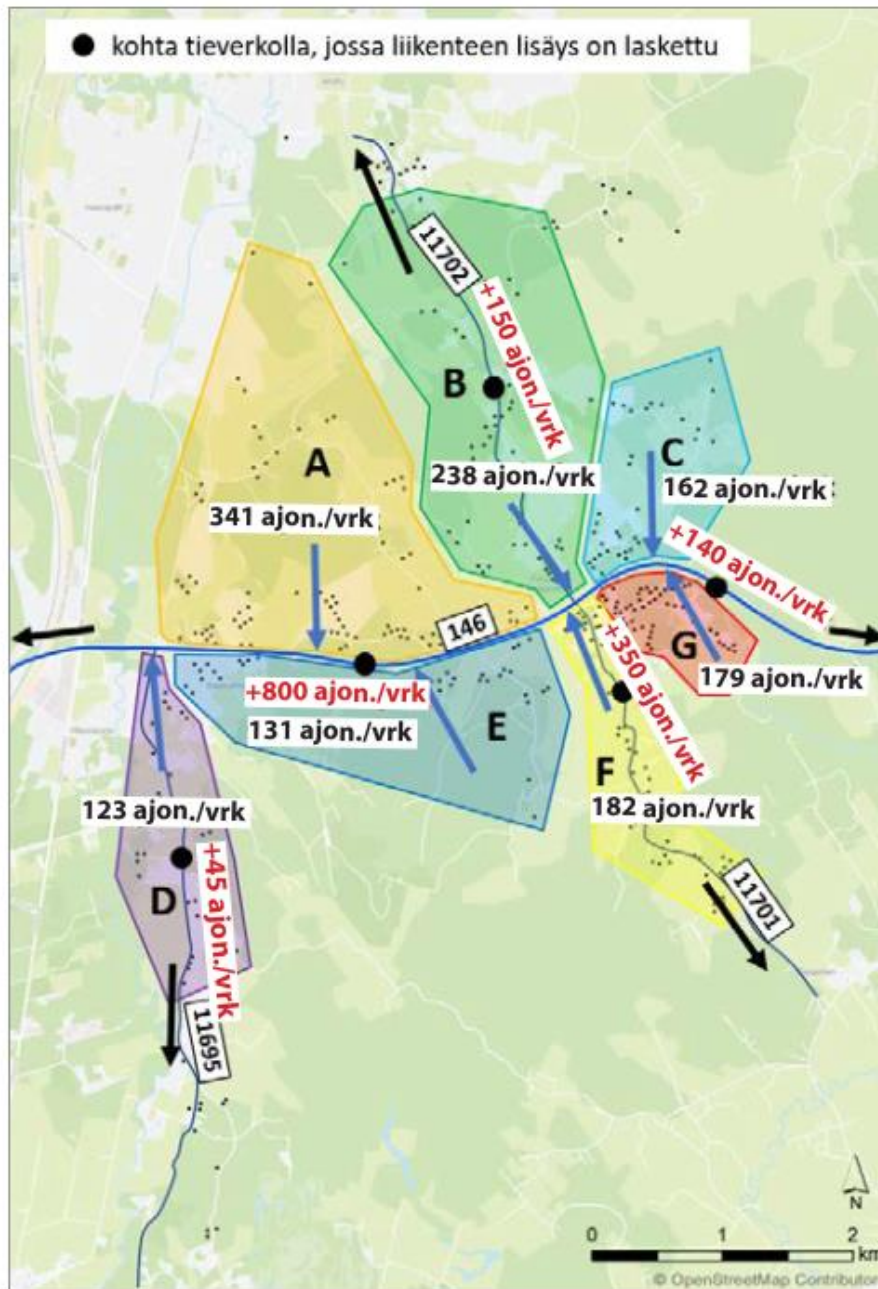 kohta tieverkolla, jossa liikenteen lisäys on laskettu
11702
+150 ajon./vrk
B
A
238 ajon./vrk
C
162 ajon./vrk
341 ajon./vrk
+140 ajon./vrk
146
+350 ajon./vrk
G
179 ajon./vrk
+800 ajon./vrk
131 ajon./vrk
E
F
182 ajon./vrk
123 ajon./vrk
+45 ajon./vrk
D
11701
11695
N
0 1 2
km
© OpenStreetMap Contributor